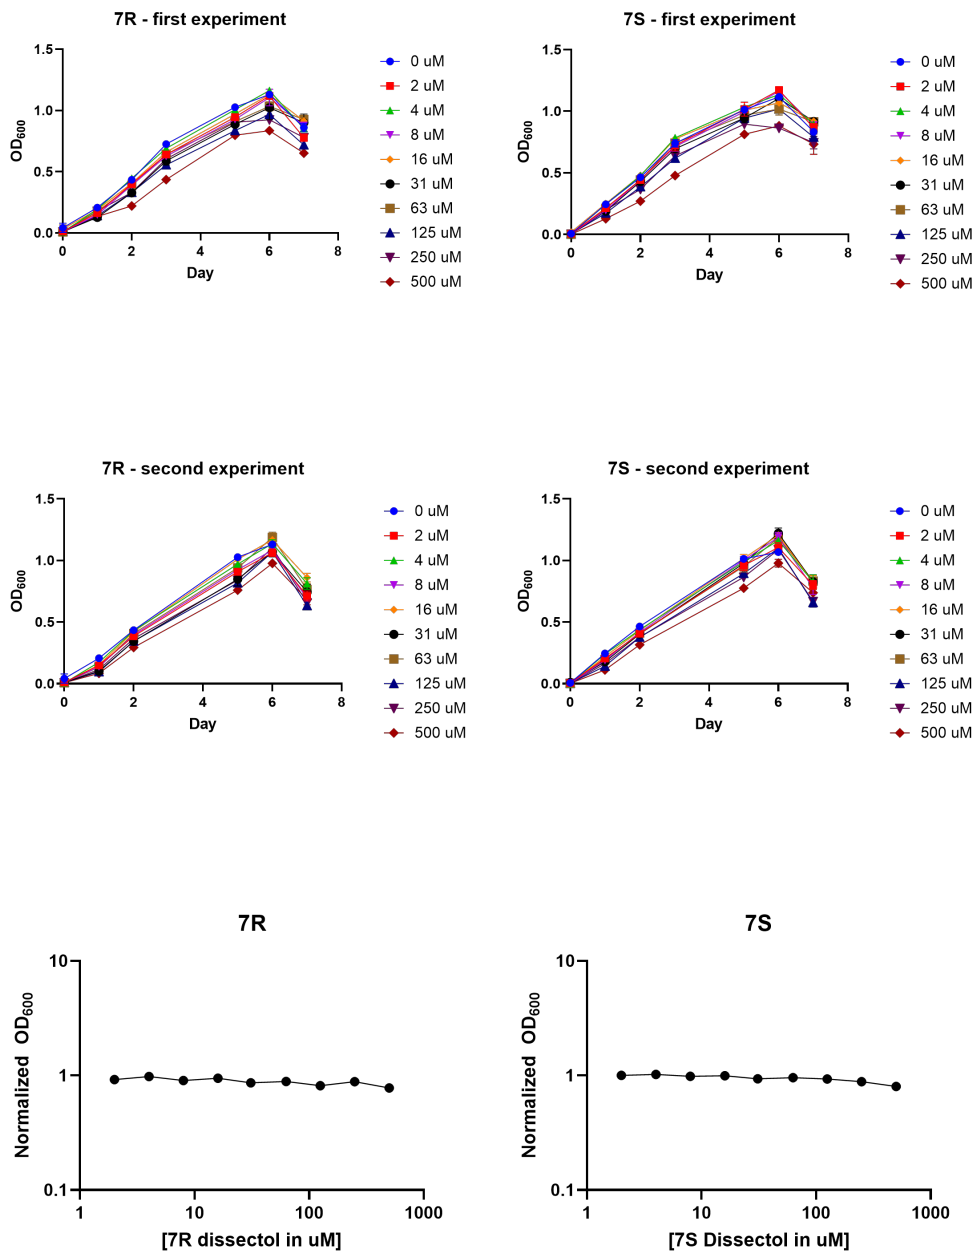 7R - first experiment
1.5
1.0
0.5
0.0
OD600
0 2 4 6 8
Day
0 uM
2 uM
4 uM
8 uM
16 uM
31 uM
63 uM
125 uM
250 uM
500 uM
7S - first experiment
1.5
1.0
0.5
0.0
OD600
0 2 4 6 8
Day
0 uM
2 uM
4 uM
8 uM
16 uM
31 uM
63 uM
125 uM
250 uM
500 uM
7R - second experiment
1.5
1.0
0.5
0.0
OD600
0 2 4 6 8
Day
0 uM
2 uM
4 uM
8 uM
16 uM
31 uM
63 uM
125 uM
250 uM
500 uM
7S - second experiment
1.5
1.0
0.5
0.0
OD600
0 2 4 6 8
Day
0 uM
2 uM
4 uM
8 uM
16 uM
31 uM
63 uM
125 uM
250 uM
500 uM
7R
10
1
0.1
Normalized OD600
1 10 100 1000
[7R dissectol in uM]
7S
10
1
0.1
Normalized OD600
1 10 100 1000
[7S Dissectol in uM]